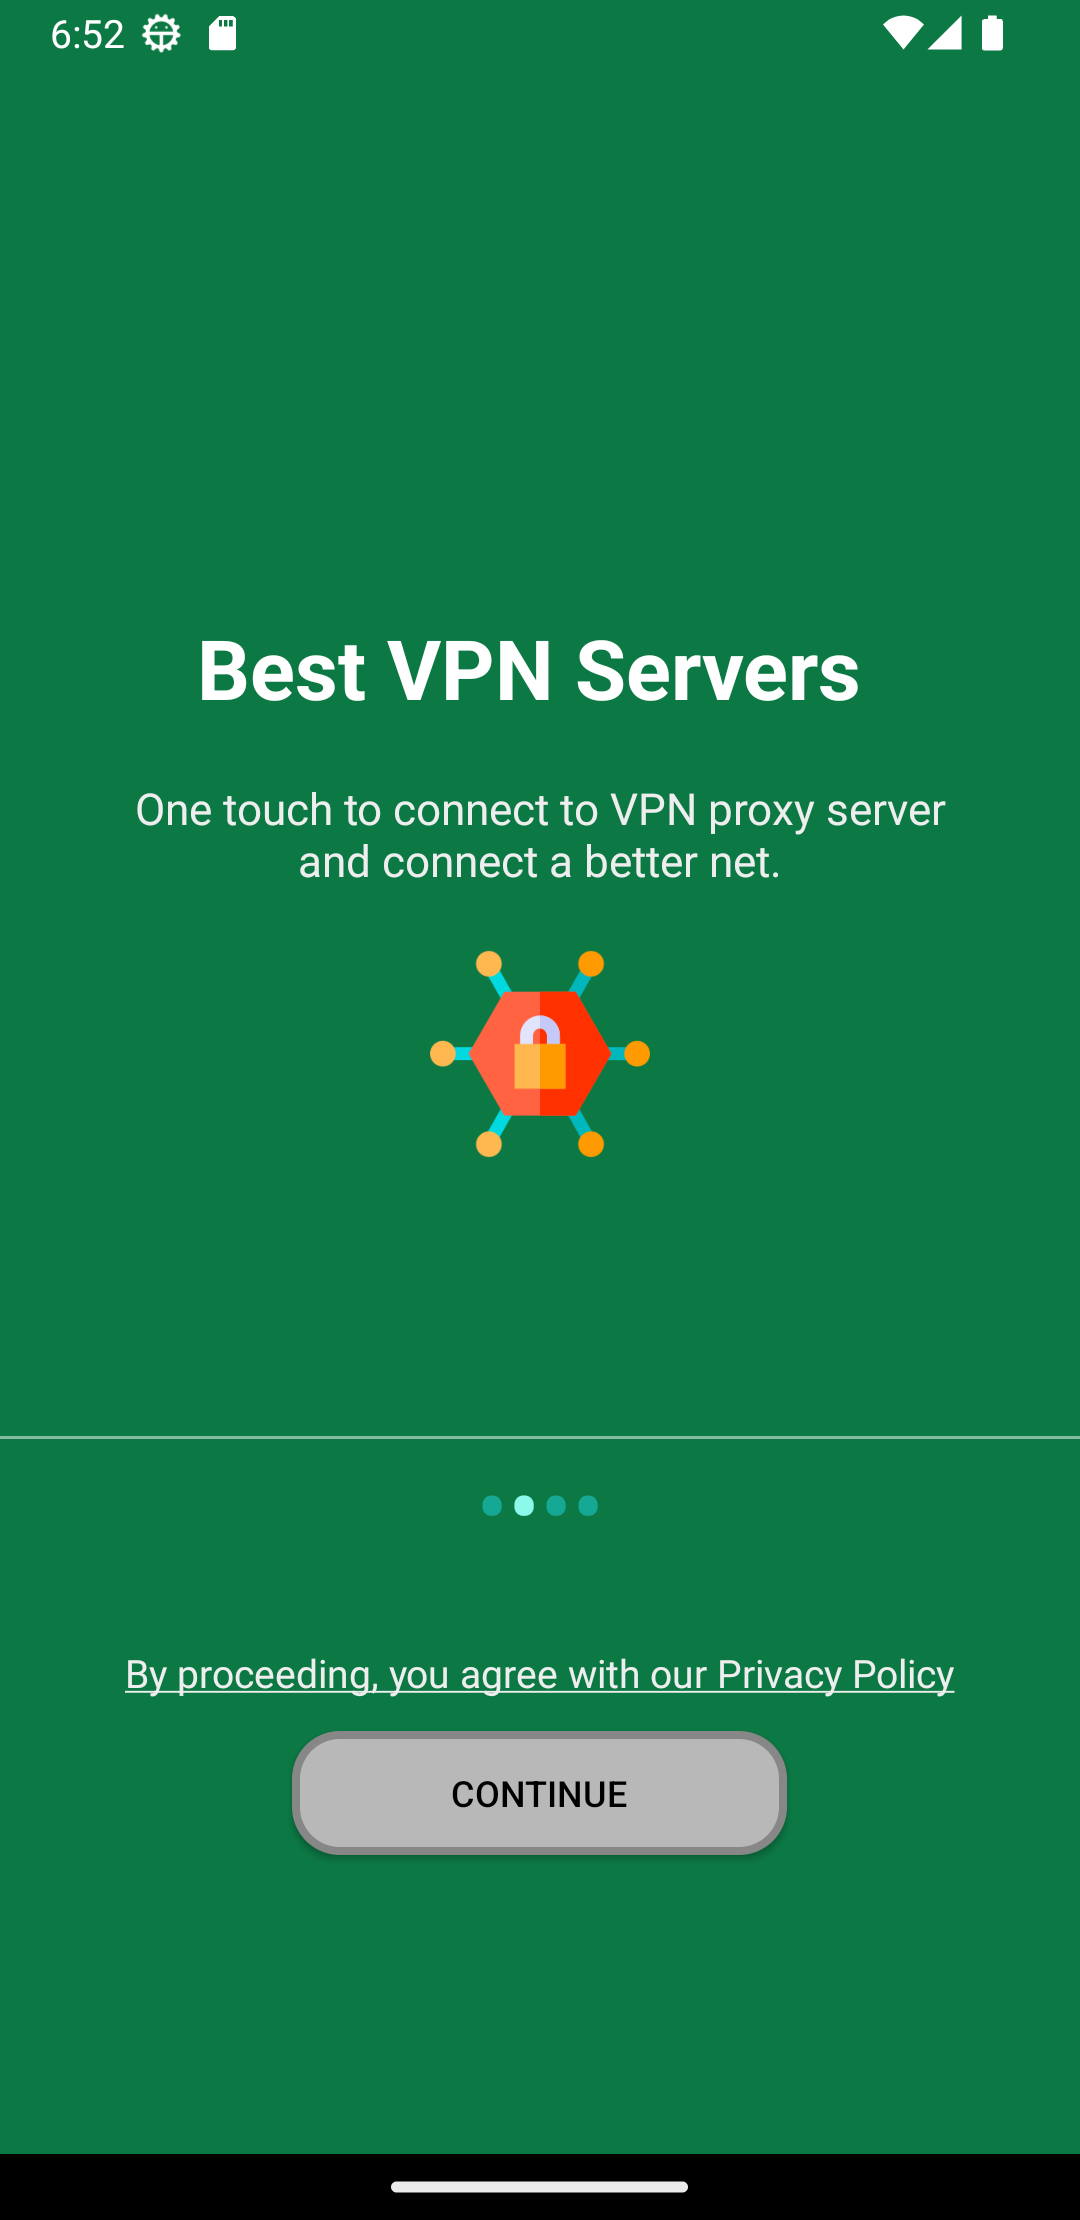 6:52
Best VPN Servers
One touch to connect to VPN proxy server
and connect a better net.
By proceeding, you agree with our Privacy Policy
CONTINUE